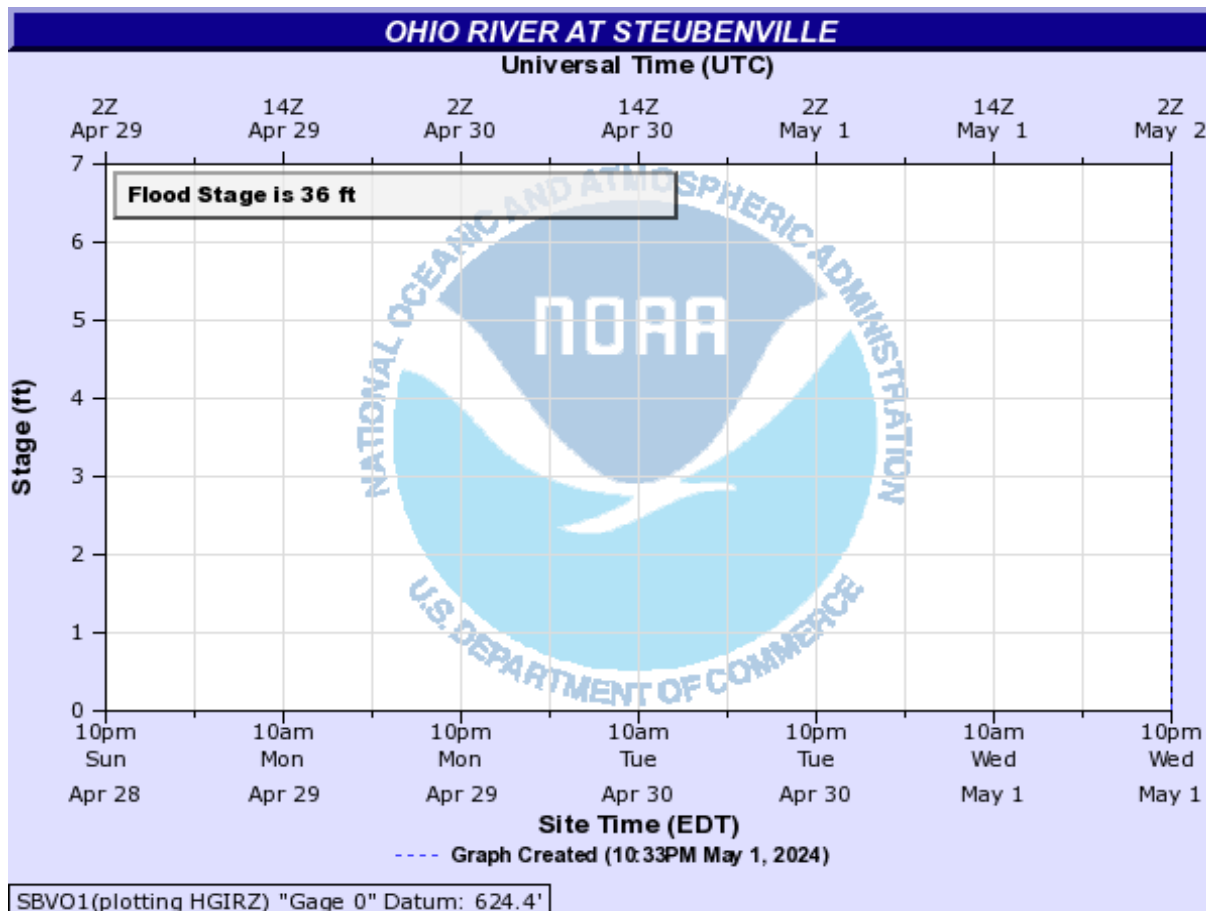 OHIO RIVER AT STEUBENVILLE
Universal Time (UTC)
2Z 14Z 2Z 14Z 2Z 14Z 2Z
Apr 29 Apr 29 Apr 30 Apr 30 May 1 May 1 May 2
Flood Stage is 36 ft
7
6
5
4
3
2
1
0
Stage (ft)
NATIONAL OCEANIC AND ATMOSPHERIC ADMINISTRATION
NOAA
U.S. DEPARTMENT OF COMMERCE
10pm 10am 10pm 10am 10pm 10am 10pm
Sun Mon Mon Tue Tue Wed Wed
Apr 28 Apr 29 Apr 29 Apr 30 Apr 30 May 1 May 1
Site Time (EDT)
Graph Created (10:33PM May 1, 2024)
SBVO1(plotting HGIRZ) "Gage 0" Datum: 624.4'